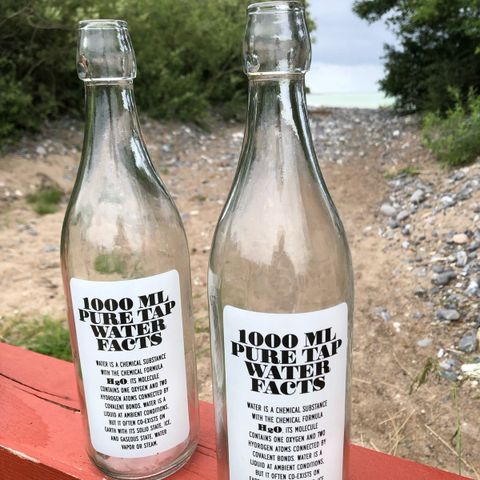 1000 ML
PURE TAP
WATER
FACTS
WATER IS A CHEMICAL SUBSTANCE
WITH THE CHEMICAL FORMULA
H2O. ITS MOLECULE
CONTAINS ONE OXYGEN AND TWO
HYDROGEN ATOMS CONNECTED BY
COVALENT BONDS. WATER IS A
LIQUID AT AMBIENT CONDITIONS,
BUT IT OFTEN CO-EXISTS ON
EARTH WITH ITS SOLID STATE, ICE,
AND GASEOUS STATE, WATER
VAPOR OR STEAM.
1000 ML
PURE TAP
WATER
FACTS
WATER IS A CHEMICAL SUBSTANCE
WITH THE CHEMICAL FORMULA
H2O. ITS MOLECULE
CONTAINS ONE OXYGEN AND TWO
HYDROGEN ATOMS CONNECTED BY
COVALENT BONDS. WATER IS A
LIQUID AT AMBIENT CONDITIONS,
BUT IT OFTEN CO-EXISTS ON